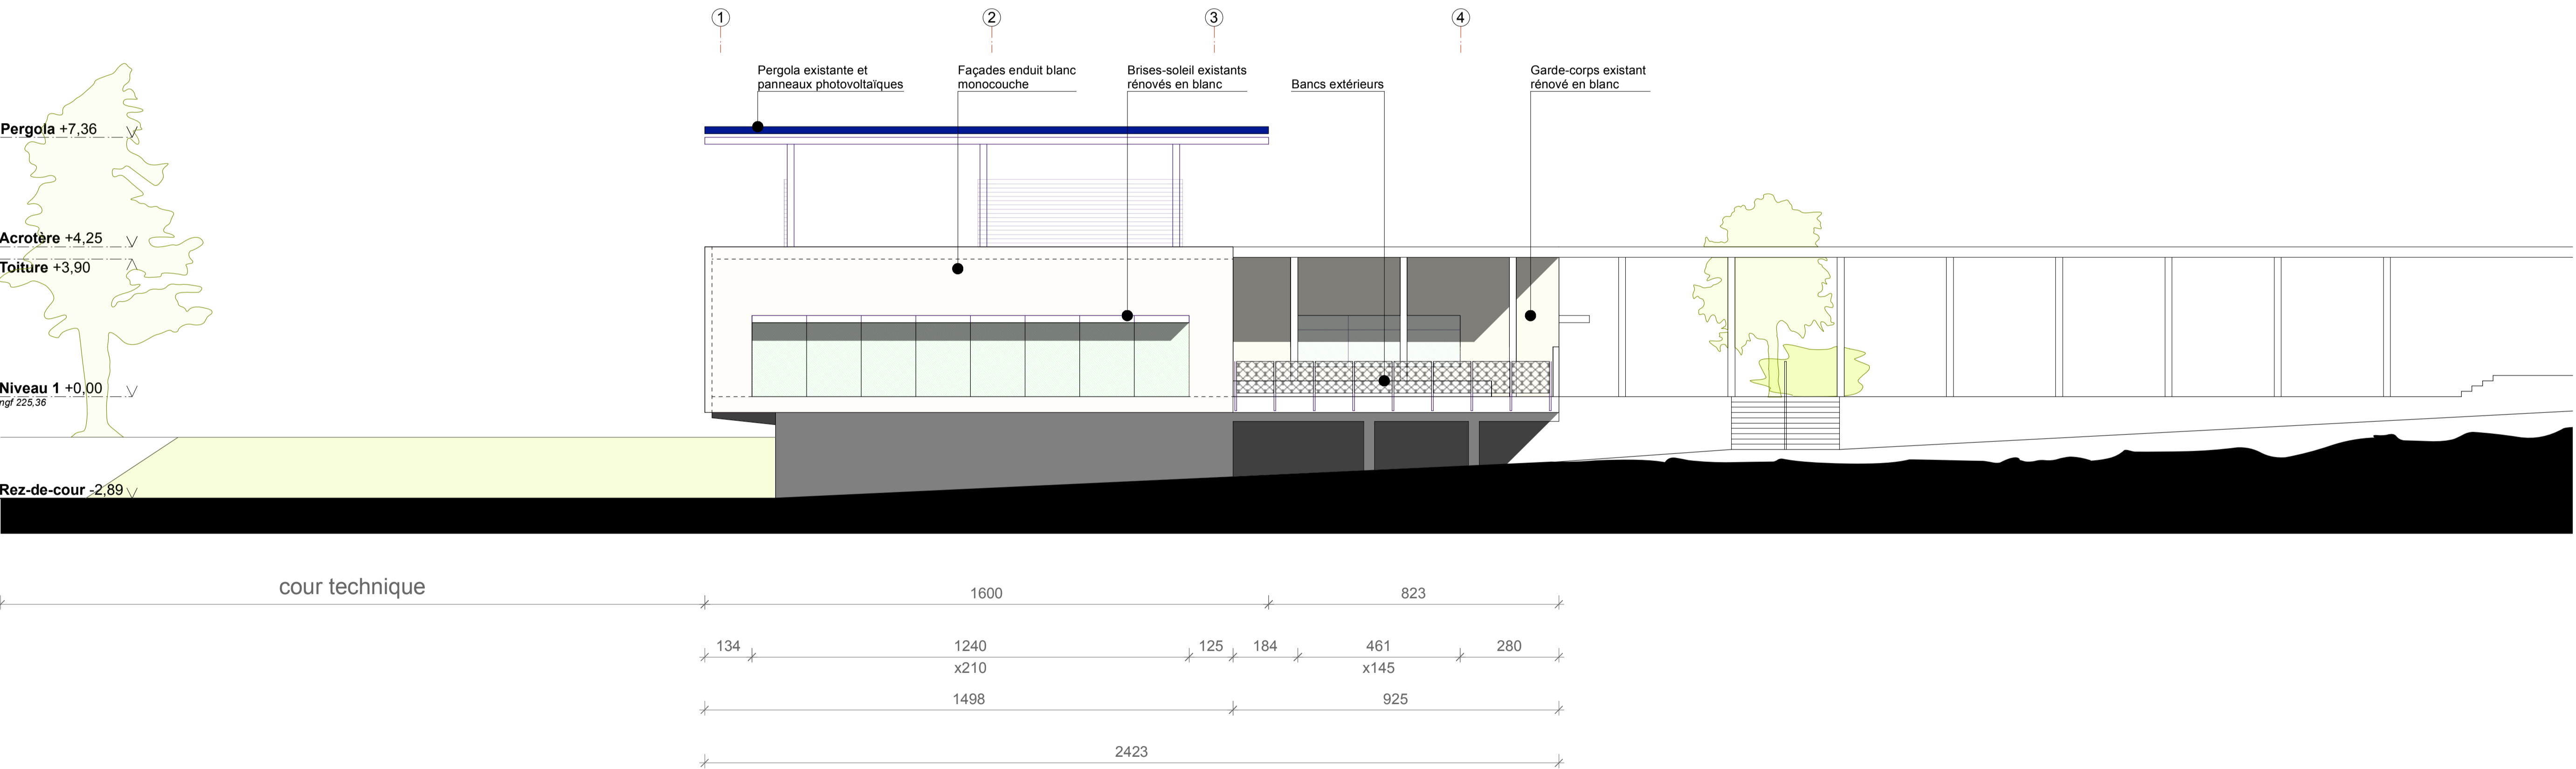 1
2
3
4
Pergola existante et
panneaux photovoltaïques
Façades enduit blanc
monocouche
Brises-soleil existants
rénovés en blanc
Bancs extérieurs
Garde-corps existant
rénové en blanc
Pergola +7,36
Acrotère +4,25
Toiture +3,90
Niveau 1 +0,00
ngf 225,36
Rez-de-cour -2,89
cour technique
1600
823
134
1240
125
184
461
280
x210
x145
1498
925
2423